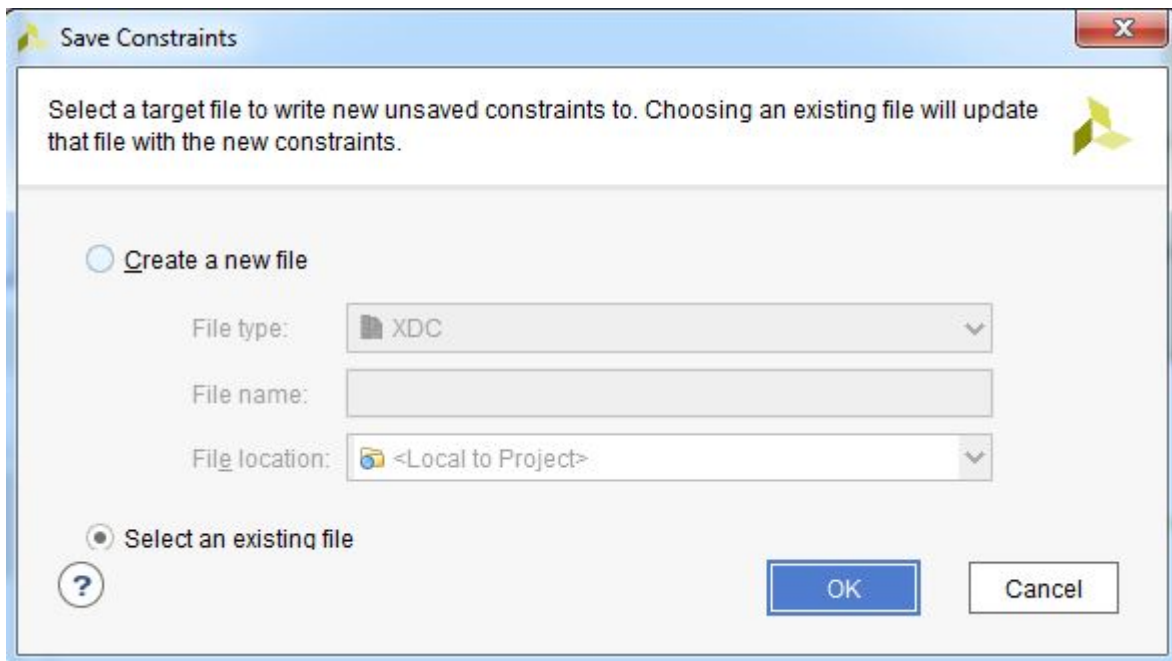 Save Constraints
Select a target file to write new unsaved constraints to. Choosing an existing file will update
that file with the new constraints.
Create a new file
File type: XDC
File name:
File location: <Local to Project>
Select an existing file
? OK Cancel